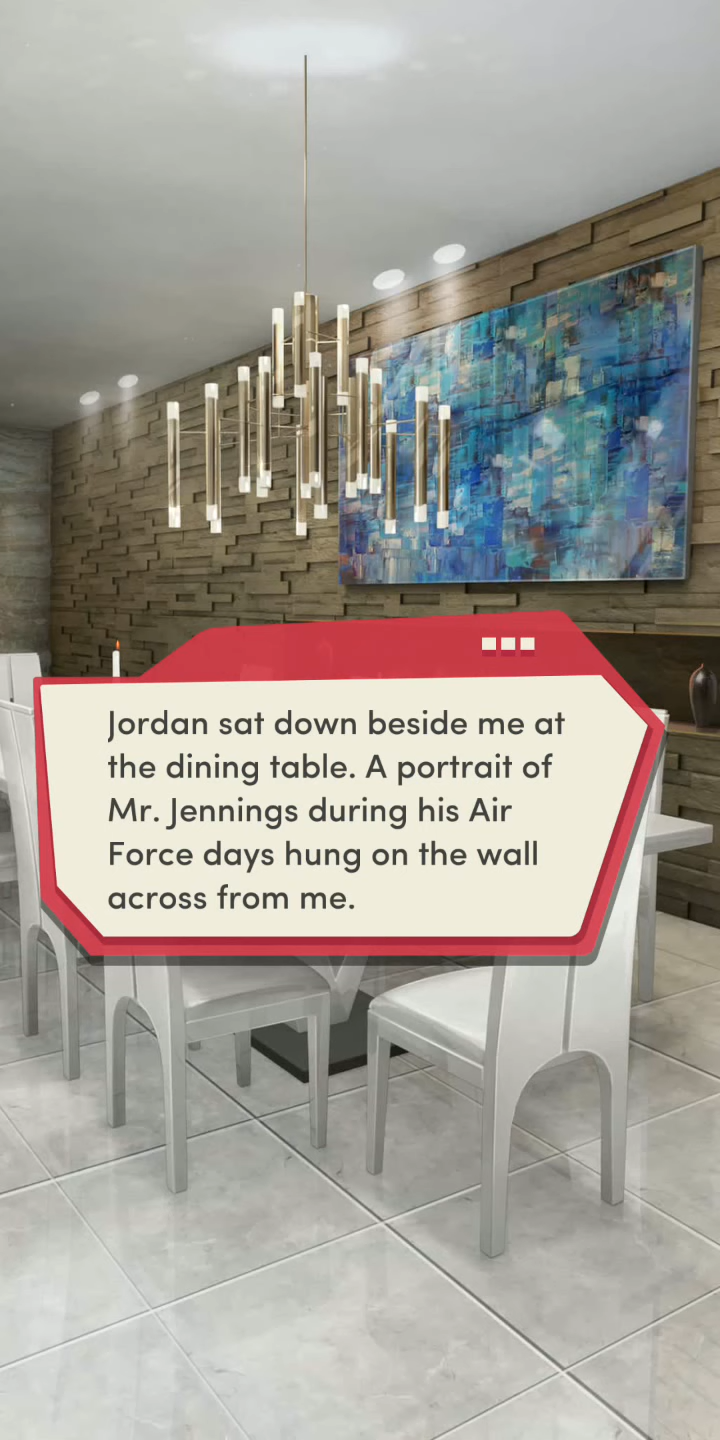 Jordan sat down beside me at
the dining table. A portrait of
Mr. Jennings during his Air
Force days hung on the wall
across from me.